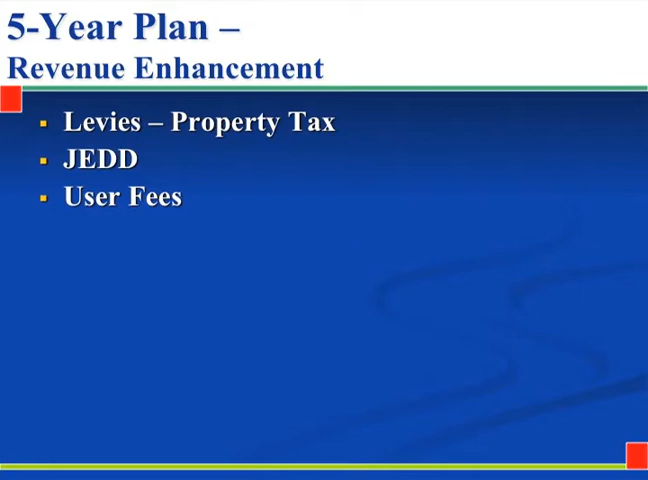 5-Year Plan –
Revenue Enhancement
Levies – Property Tax
JEDD
User Fees